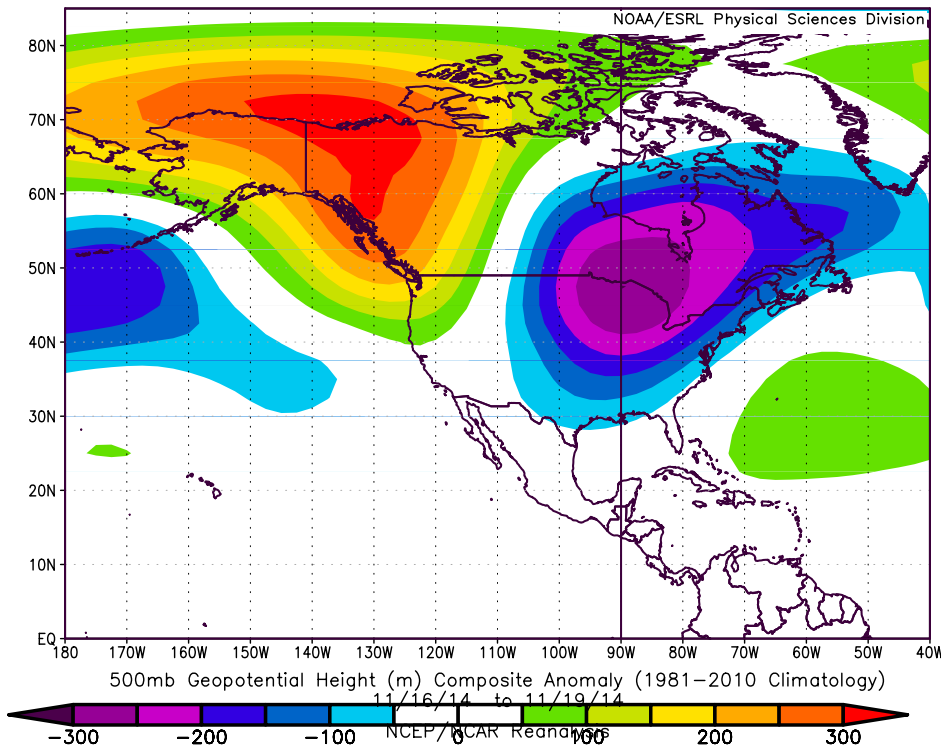 NOAA/ESRL Physical Sciences Division
80N
70N
60N
50N
40N
30N
20N
10N
EQ
180 170W 160W 150W 140W 130W 120W 110W 100W 90W 80W 70W 60W 50W 40W
500mb Geopotential Height (m) Composite Anomaly (1981−2010 Climatology)
11/16/14 to 11/19/14
NCEP/NCAR Reanalysis
−300 −200 −100 0 100 200 300